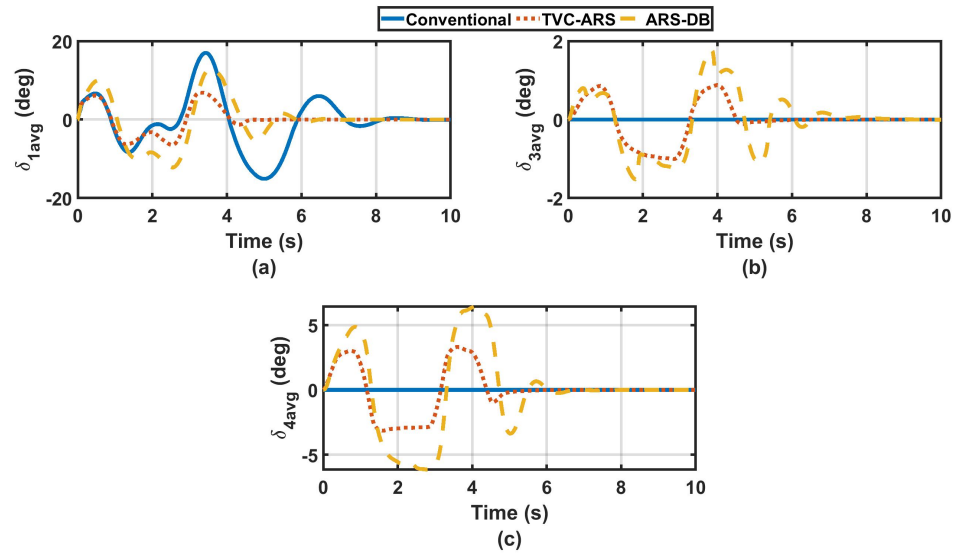 Conventional TVC-ARS ARS-DB
20
0
-20
δ1avg (deg)
0 2 4 6 8 10
Time (s)
(a)
2
0
-2
δ3avg (deg)
0 2 4 6 8 10
Time (s)
(b)
5
0
-5
δ4avg (deg)
0 2 4 6 8 10
Time (s)
(c)